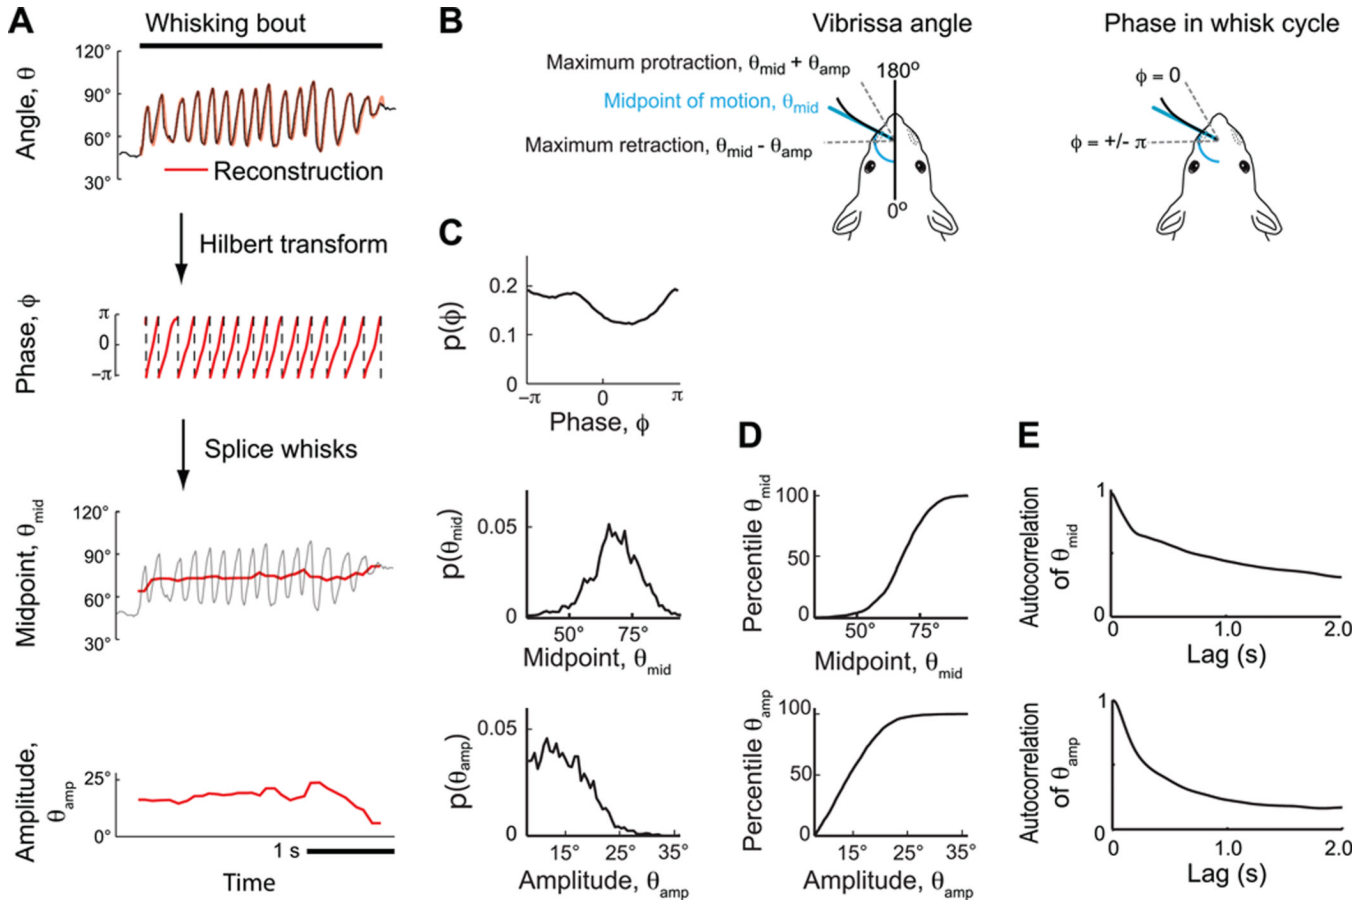 A
Whisking bout
120°
90°
60°
30°
Angle, θ
Reconstruction
Hilbert transform
Phase, ϕ
π
0
−π
Splice whisks
Midpoint, θmid
120°
90°
60°
30°
Amplitude,
θamp
25°
0°
1 s
Time
B
Vibrissa angle
Phase in whisk cycle
Maximum protraction, θmid + θamp
Midpoint of motion, θmid
Maximum retraction, θmid - θamp
180°
0°
ϕ = 0
ϕ = +/- π
C
p(ϕ)
0.2
0.1
0
−π
0
π
Phase, ϕ
p(θmid)
0.05
0
50°
75°
Midpoint, θmid
p(θamp)
0.05
0
15°
25°
35°
Amplitude, θamp
D
Percentile θmid
100
50
0
50°
75°
Midpoint, θmid
Percentile θamp
100
50
0
15°
25°
35°
Amplitude, θamp
E
Autocorrelation
of θmid
1
0
0
1.0
2.0
Lag (s)
Autocorrelation
of θamp
1
0
0
1.0
2.0
Lag (s)